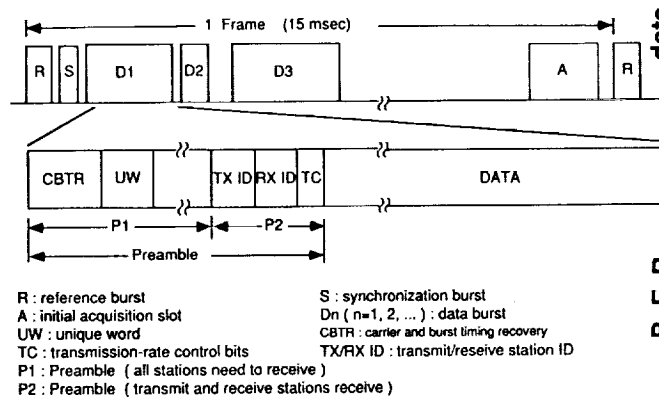 1 Frame (15 msec)
R S D1 D2 D3 A R
CBTR UW TX ID RX ID TC DATA
P1 P2
Preamble
R : reference burst
A : initial acquisition slot
UW : unique word
TC : transmission-rate control bits
P1 : Preamble ( all stations need to receive )
P2 : Preamble ( transmit and receive stations receive )
S : synchronization burst
Dn ( n=1, 2, ... ) : data burst
CBTR : carrier and burst timing recovery
TX/RX ID : transmit/reseive station ID
data